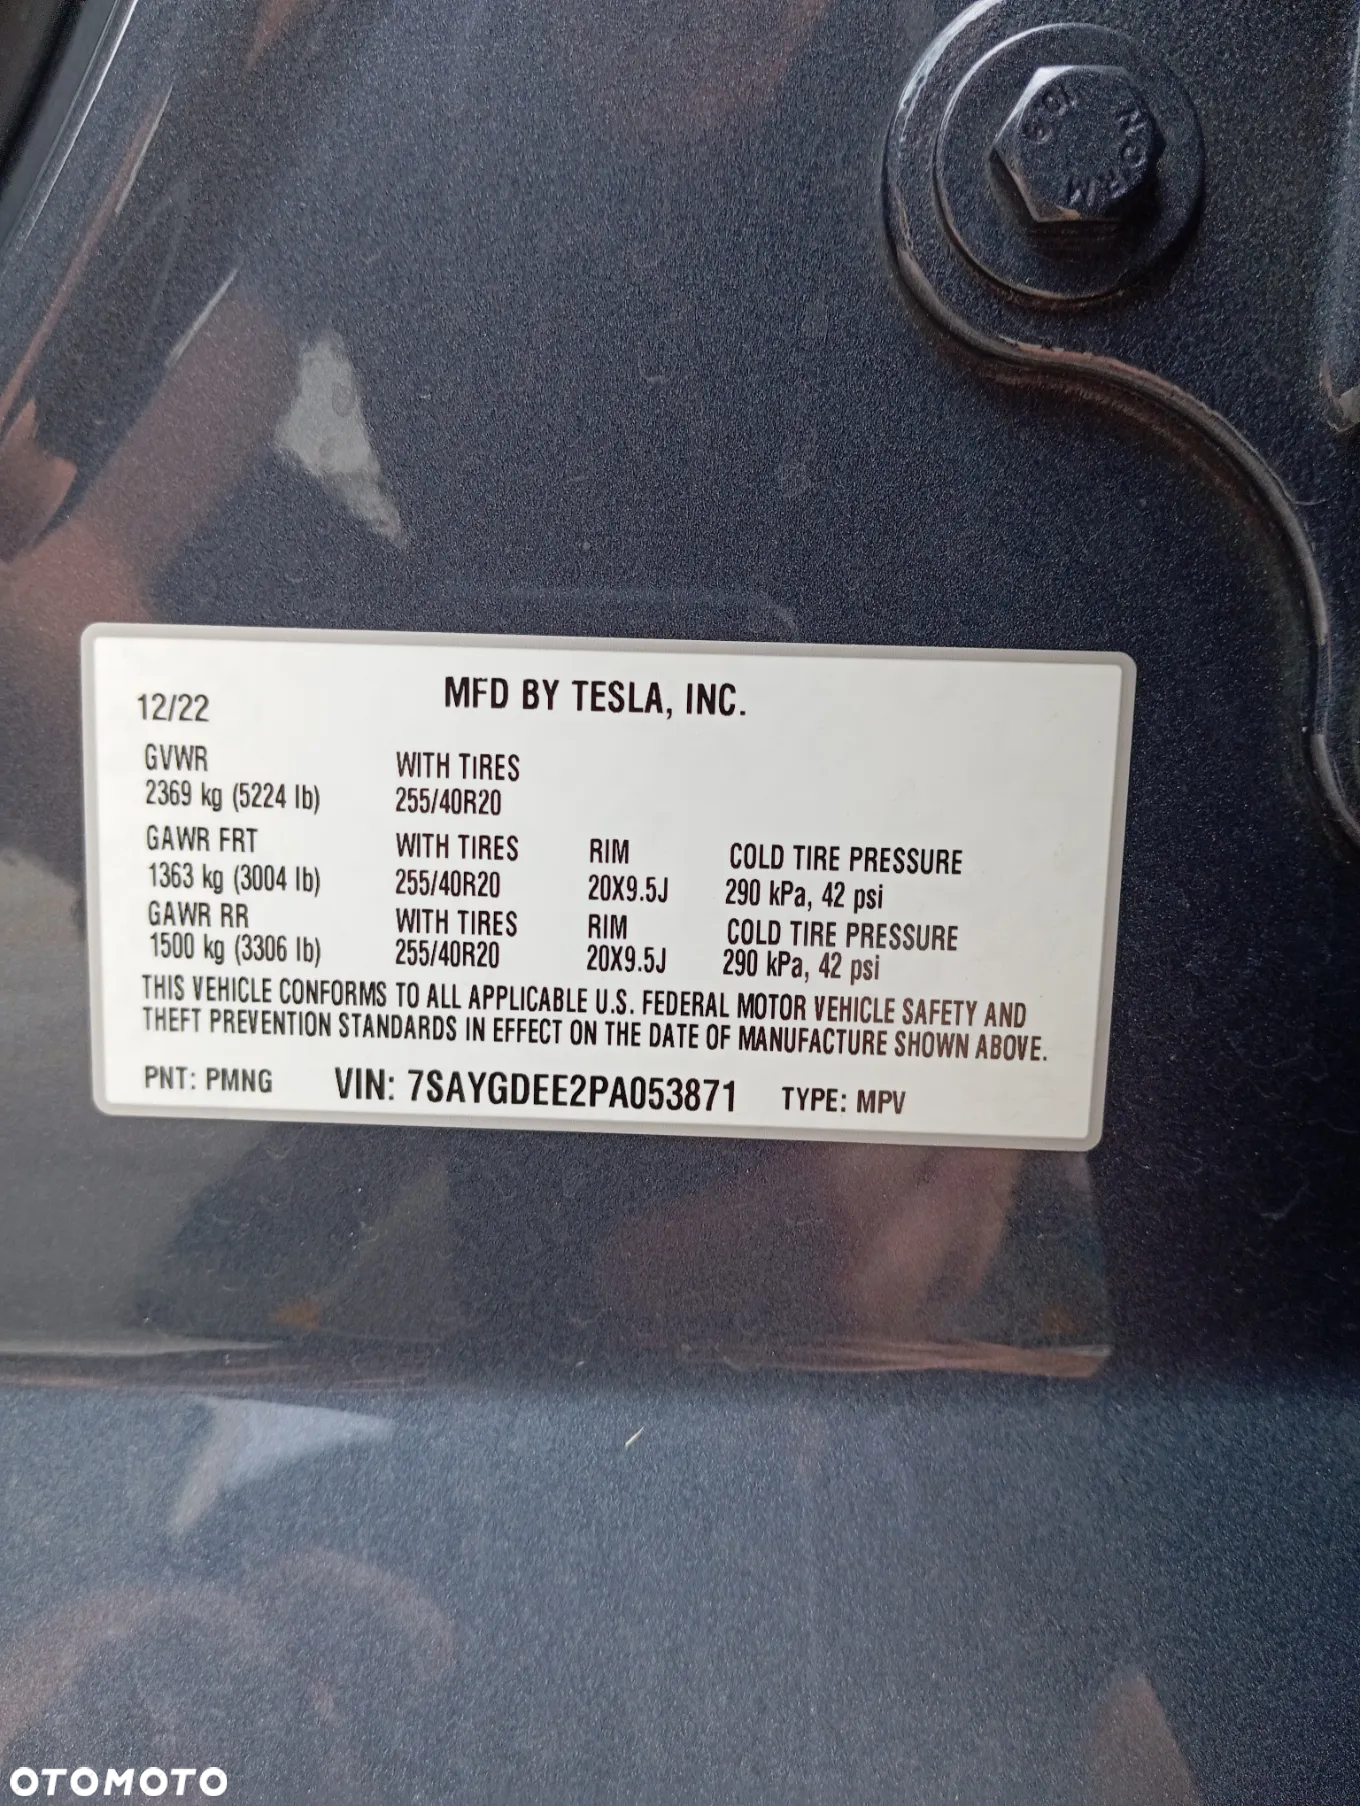 NORM 109
12/22 MFD BY TESLA, INC.
GVWR WITH TIRES
2369 kg (5224 lb) 255/40R20
GAWR FRT WITH TIRES RIM COLD TIRE PRESSURE
1363 kg (3004 lb) 255/40R20 20X9.5J 290 kPa, 42 psi
GAWR RR WITH TIRES RIM COLD TIRE PRESSURE
1500 kg (3306 lb) 255/40R20 20X9.5J 290 kPa, 42 psi
THIS VEHICLE CONFORMS TO ALL APPLICABLE U.S. FEDERAL MOTOR VEHICLE SAFETY AND
THEFT PREVENTION STANDARDS IN EFFECT ON THE DATE OF MANUFACTURE SHOWN ABOVE.
PNT: PMNG VIN: 7SAYGDEE2PA053871 TYPE: MPV
OTOMOTO